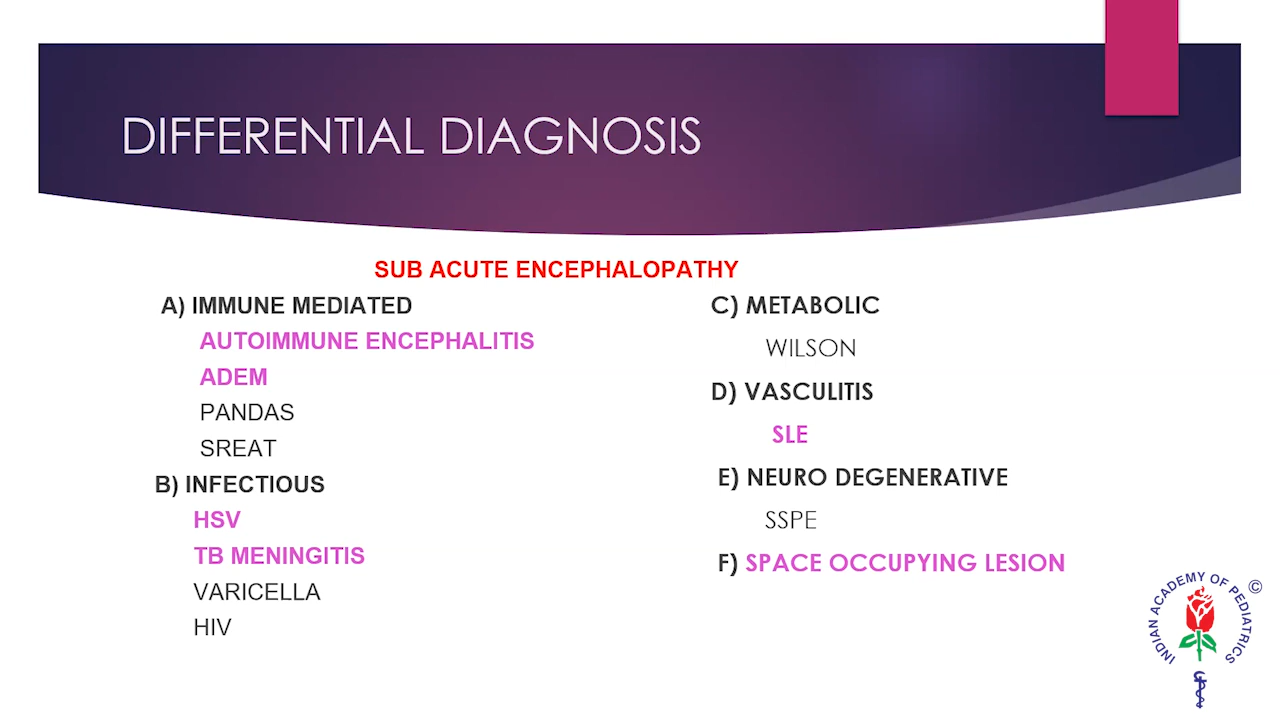 DIFFERENTIAL DIAGNOSIS
SUB ACUTE ENCEPHALOPATHY
A) IMMUNE MEDIATED
AUTOIMMUNE ENCEPHALITIS
ADEM
PANDAS
SREAT
B) INFECTIOUS
HSV
TB MENINGITIS
VARICELLA
HIV
C) METABOLIC
WILSON
D) VASCULITIS
SLE
E) NEURO DEGENERATIVE
SSPE
F) SPACE OCCUPYING LESION
INDIAN ACADEMY OF PEDIATRICS
©